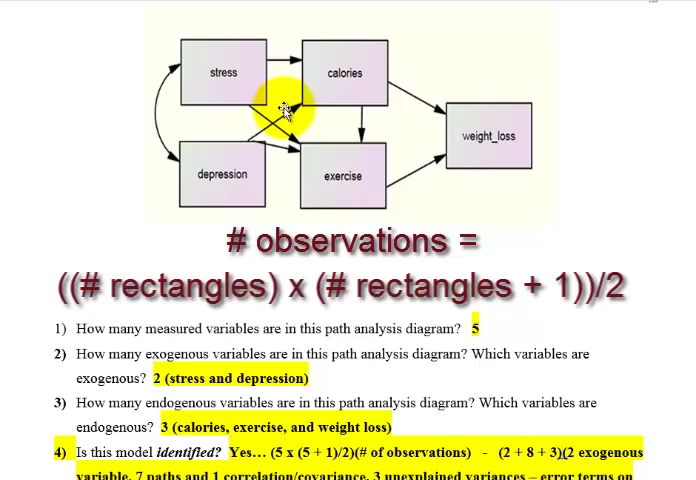 stress
calories
weight_loss
depression
exercise
# observations =
((# rectangles) x (# rectangles + 1))/2
1) How many measured variables are in this path analysis diagram? 5
2) How many exogenous variables are in this path analysis diagram? Which variables are
exogenous? 2 (stress and depression)
3) How many endogenous variables are in this path analysis diagram? Which variables are
endogenous? 3 (calories, exercise, and weight loss)
4) Is this model identified? Yes… (5 x (5 + 1)/2)(# of observations) - (2 + 8 + 3)(2 exogenous
variable, 7 paths and 1 correlation/covariance, 3 unexplained variances – error terms on